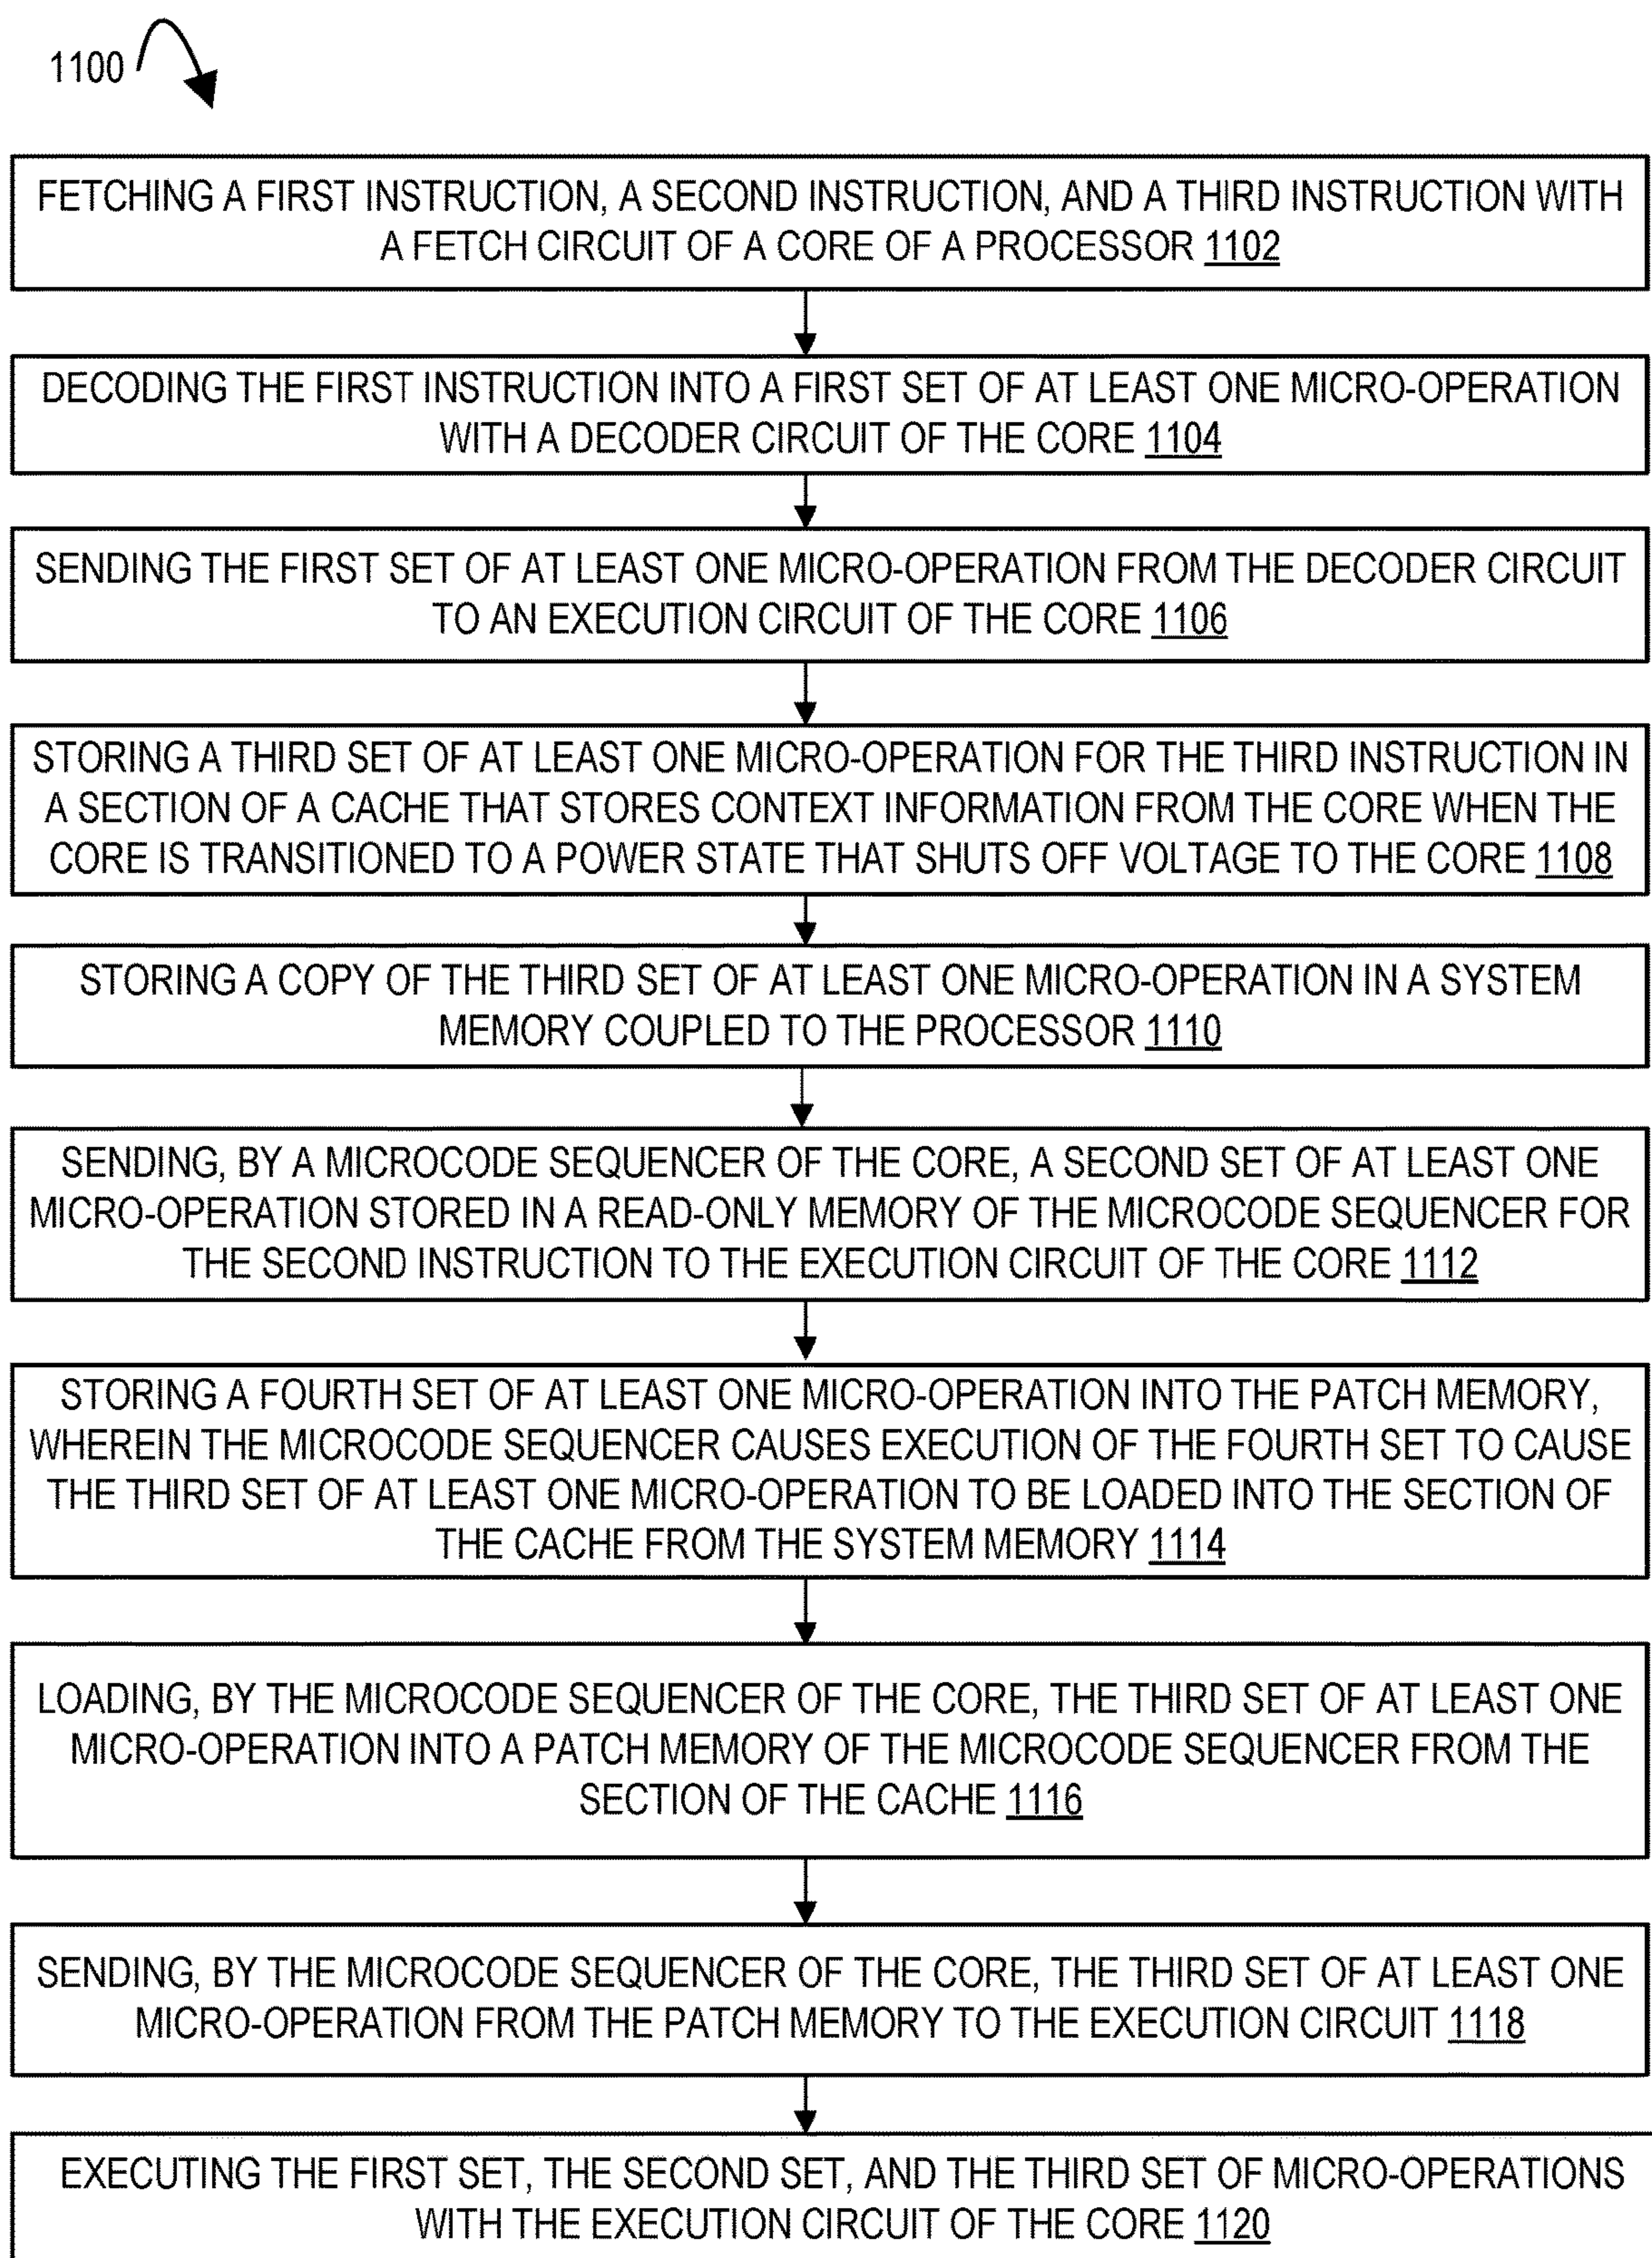 1100
FETCHING A FIRST INSTRUCTION, A SECOND INSTRUCTION, AND A THIRD INSTRUCTION WITH
A FETCH CIRCUIT OF A CORE OF A PROCESSOR 1102
DECODING THE FIRST INSTRUCTION INTO A FIRST SET OF AT LEAST ONE MICRO-OPERATION
WITH A DECODER CIRCUIT OF THE CORE 1104
SENDING THE FIRST SET OF AT LEAST ONE MICRO-OPERATION FROM THE DECODER CIRCUIT
TO AN EXECUTION CIRCUIT OF THE CORE 1106
STORING A THIRD SET OF AT LEAST ONE MICRO-OPERATION FOR THE THIRD INSTRUCTION IN
A SECTION OF A CACHE THAT STORES CONTEXT INFORMATION FROM THE CORE WHEN THE
CORE IS TRANSITIONED TO A POWER STATE THAT SHUTS OFF VOLTAGE TO THE CORE 1108
STORING A COPY OF THE THIRD SET OF AT LEAST ONE MICRO-OPERATION IN A SYSTEM
MEMORY COUPLED TO THE PROCESSOR 1110
SENDING, BY A MICROCODE SEQUENCER OF THE CORE, A SECOND SET OF AT LEAST ONE
MICRO-OPERATION STORED IN A READ-ONLY MEMORY OF THE MICROCODE SEQUENCER FOR
THE SECOND INSTRUCTION TO THE EXECUTION CIRCUIT OF THE CORE 1112
STORING A FOURTH SET OF AT LEAST ONE MICRO-OPERATION INTO THE PATCH MEMORY,
WHEREIN THE MICROCODE SEQUENCER CAUSES EXECUTION OF THE FOURTH SET TO CAUSE
THE THIRD SET OF AT LEAST ONE MICRO-OPERATION TO BE LOADED INTO THE SECTION OF
THE CACHE FROM THE SYSTEM MEMORY 1114
LOADING, BY THE MICROCODE SEQUENCER OF THE CORE, THE THIRD SET OF AT LEAST ONE
MICRO-OPERATION INTO A PATCH MEMORY OF THE MICROCODE SEQUENCER FROM THE
SECTION OF THE CACHE 1116
SENDING, BY THE MICROCODE SEQUENCER OF THE CORE, THE THIRD SET OF AT LEAST ONE
MICRO-OPERATION FROM THE PATCH MEMORY TO THE EXECUTION CIRCUIT 1118
EXECUTING THE FIRST SET, THE SECOND SET, AND THE THIRD SET OF MICRO-OPERATIONS
WITH THE EXECUTION CIRCUIT OF THE CORE 1120